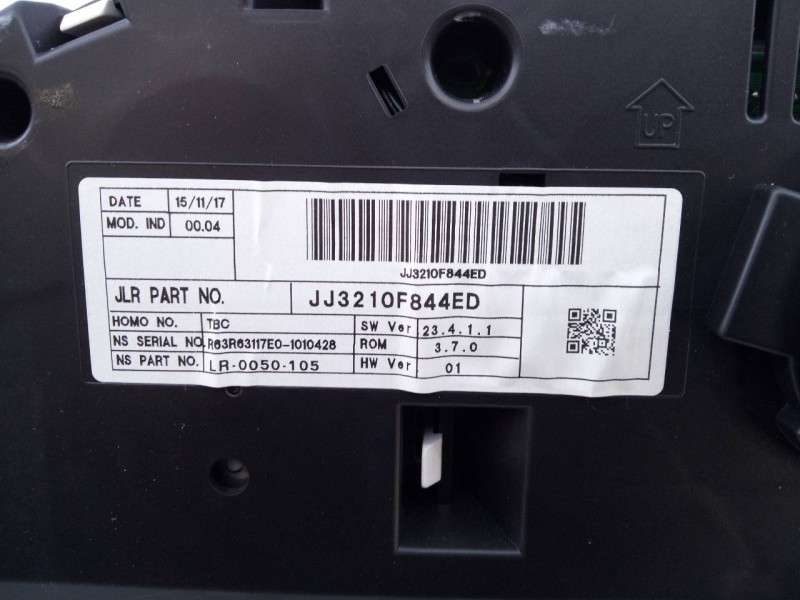 UP
DATE 15/11/17
MOD. IND 00.04
JJ3210F844ED
JLR PART NO. JJ3210F844ED
HOMO NO. TBC SW Ver 23.4.1.1
NS SERIAL NO. R63R63117E0-1010428 ROM 3.7.0
NS PART NO. LR-0050-105 HW Ver 01